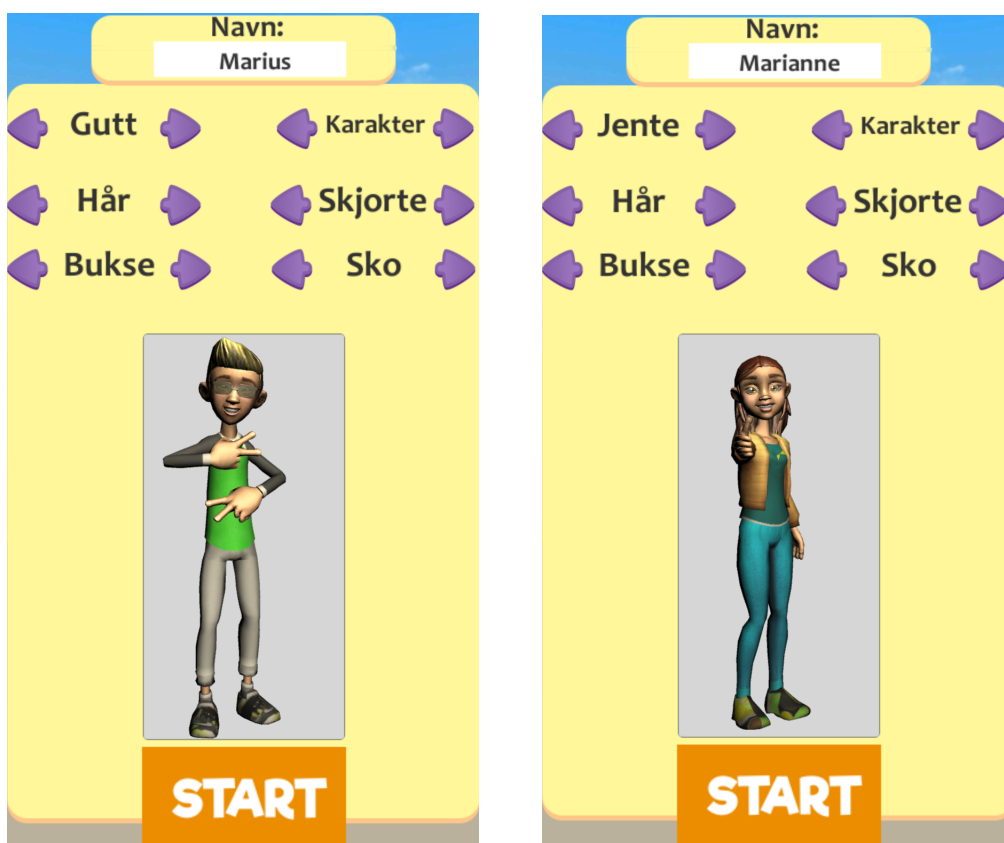 Navn:
Marius
Gutt
Karakter
Hår
Skjorte
Bukse
Sko
START
Navn:
Marianne
Jente
Karakter
Hår
Skjorte
Bukse
Sko
START